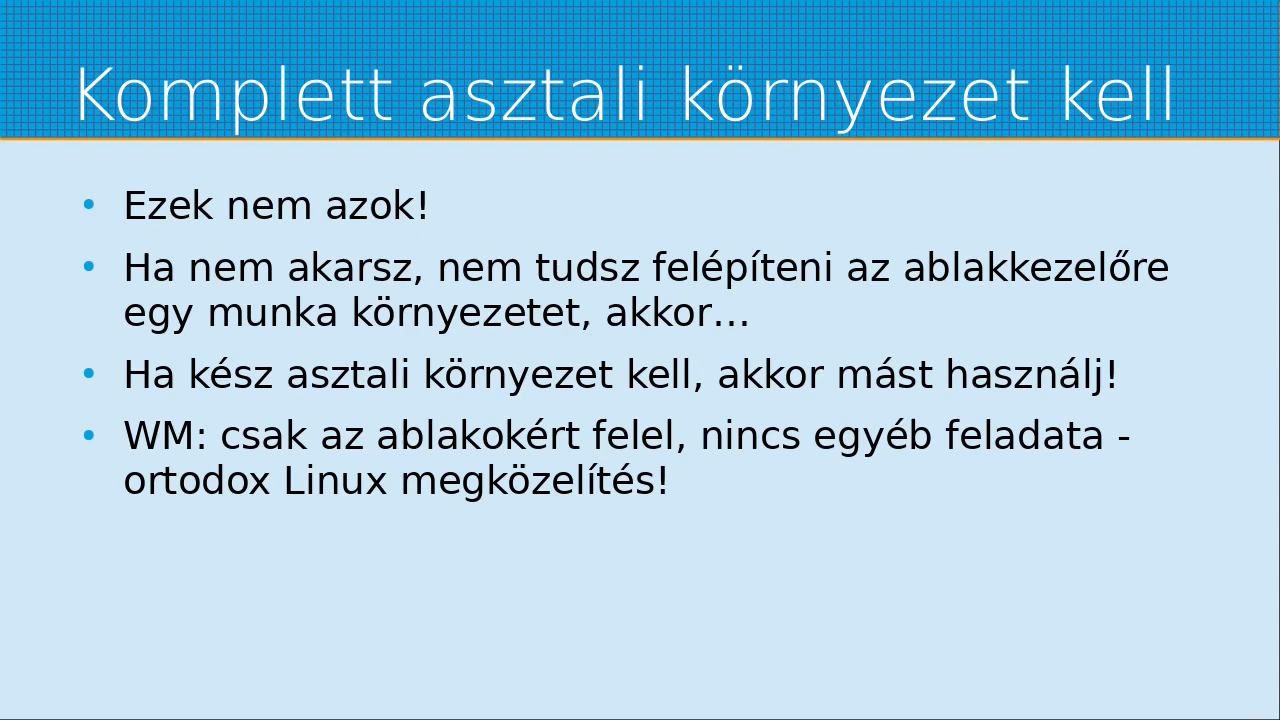 Komplett asztali környezet kell
• Ezek nem azok!
• Ha nem akarsz, nem tudsz felépíteni az ablakkezelőre
egy munka környezetet, akkor…
• Ha kész asztali környezet kell, akkor mást használj!
• WM: csak az ablakokért felel, nincs egyéb feladata -
ortodox Linux megközelítés!